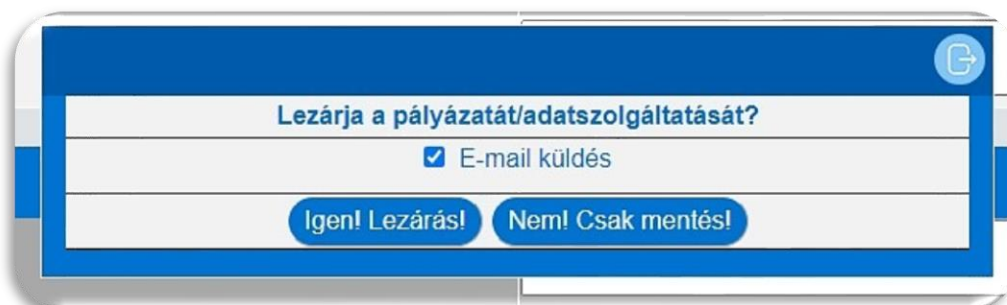 Lezárja a pályázatát/adatszolgáltatását?
E-mail küldés
Igen! Lezárás! Nem! Csak mentés!